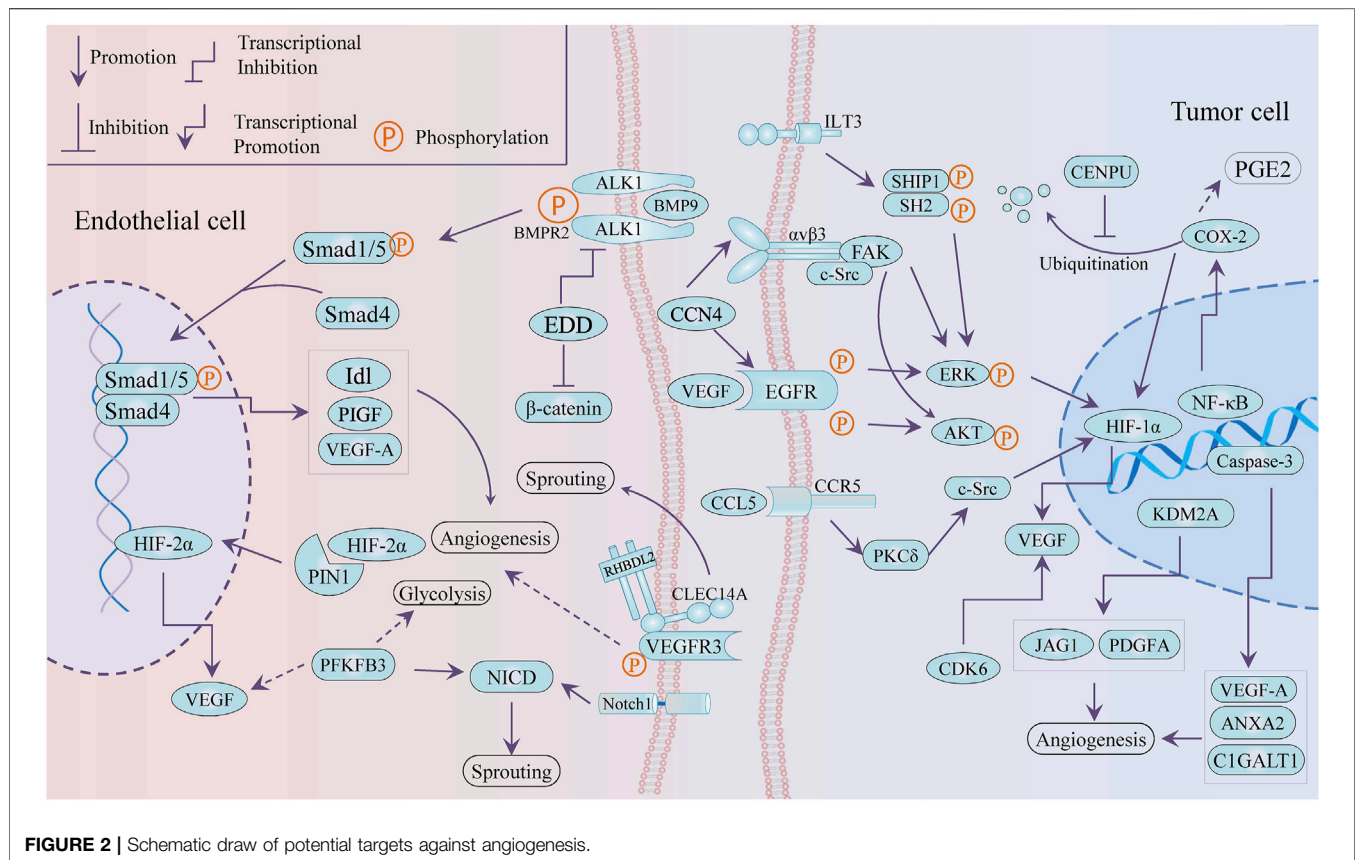 Promotion
Transcriptional
Inhibition
Inhibition
Transcriptional
Promotion
P
Phosphorylation
Endothelial cell
Tumor cell
ILT3
SHIP1
P
SH2
P
CENPU
PGE2
COX-2
Ubiquitination
ALK1
BMP9
P
BMPR2
ALK1
Smad1/5
P
Smad4
αvβ3
FAK
c-Src
EDD
CCN4
β-catenin
Smad1/5
P
Smad4
Idl
PIGF
VEGF-A
VEGF
EGFR
P
P
ERK
P
AKT
P
HIF-1α
NF-κB
Caspase-3
Sprouting
CCL5
CCR5
c-Src
PKCδ
KDM2A
VEGF
HIF-2α
HIF-2α
PIN1
Angiogenesis
Glycolysis
RHBDL2
CLEC14A
VEGFR3
P
PFKFB3
NICD
Notch1
VEGF
Sprouting
CDK6
JAG1
PDGFA
Angiogenesis
VEGF-A
ANXA2
C1GALT1
FIGURE 2 | Schematic draw of potential targets against angiogenesis.